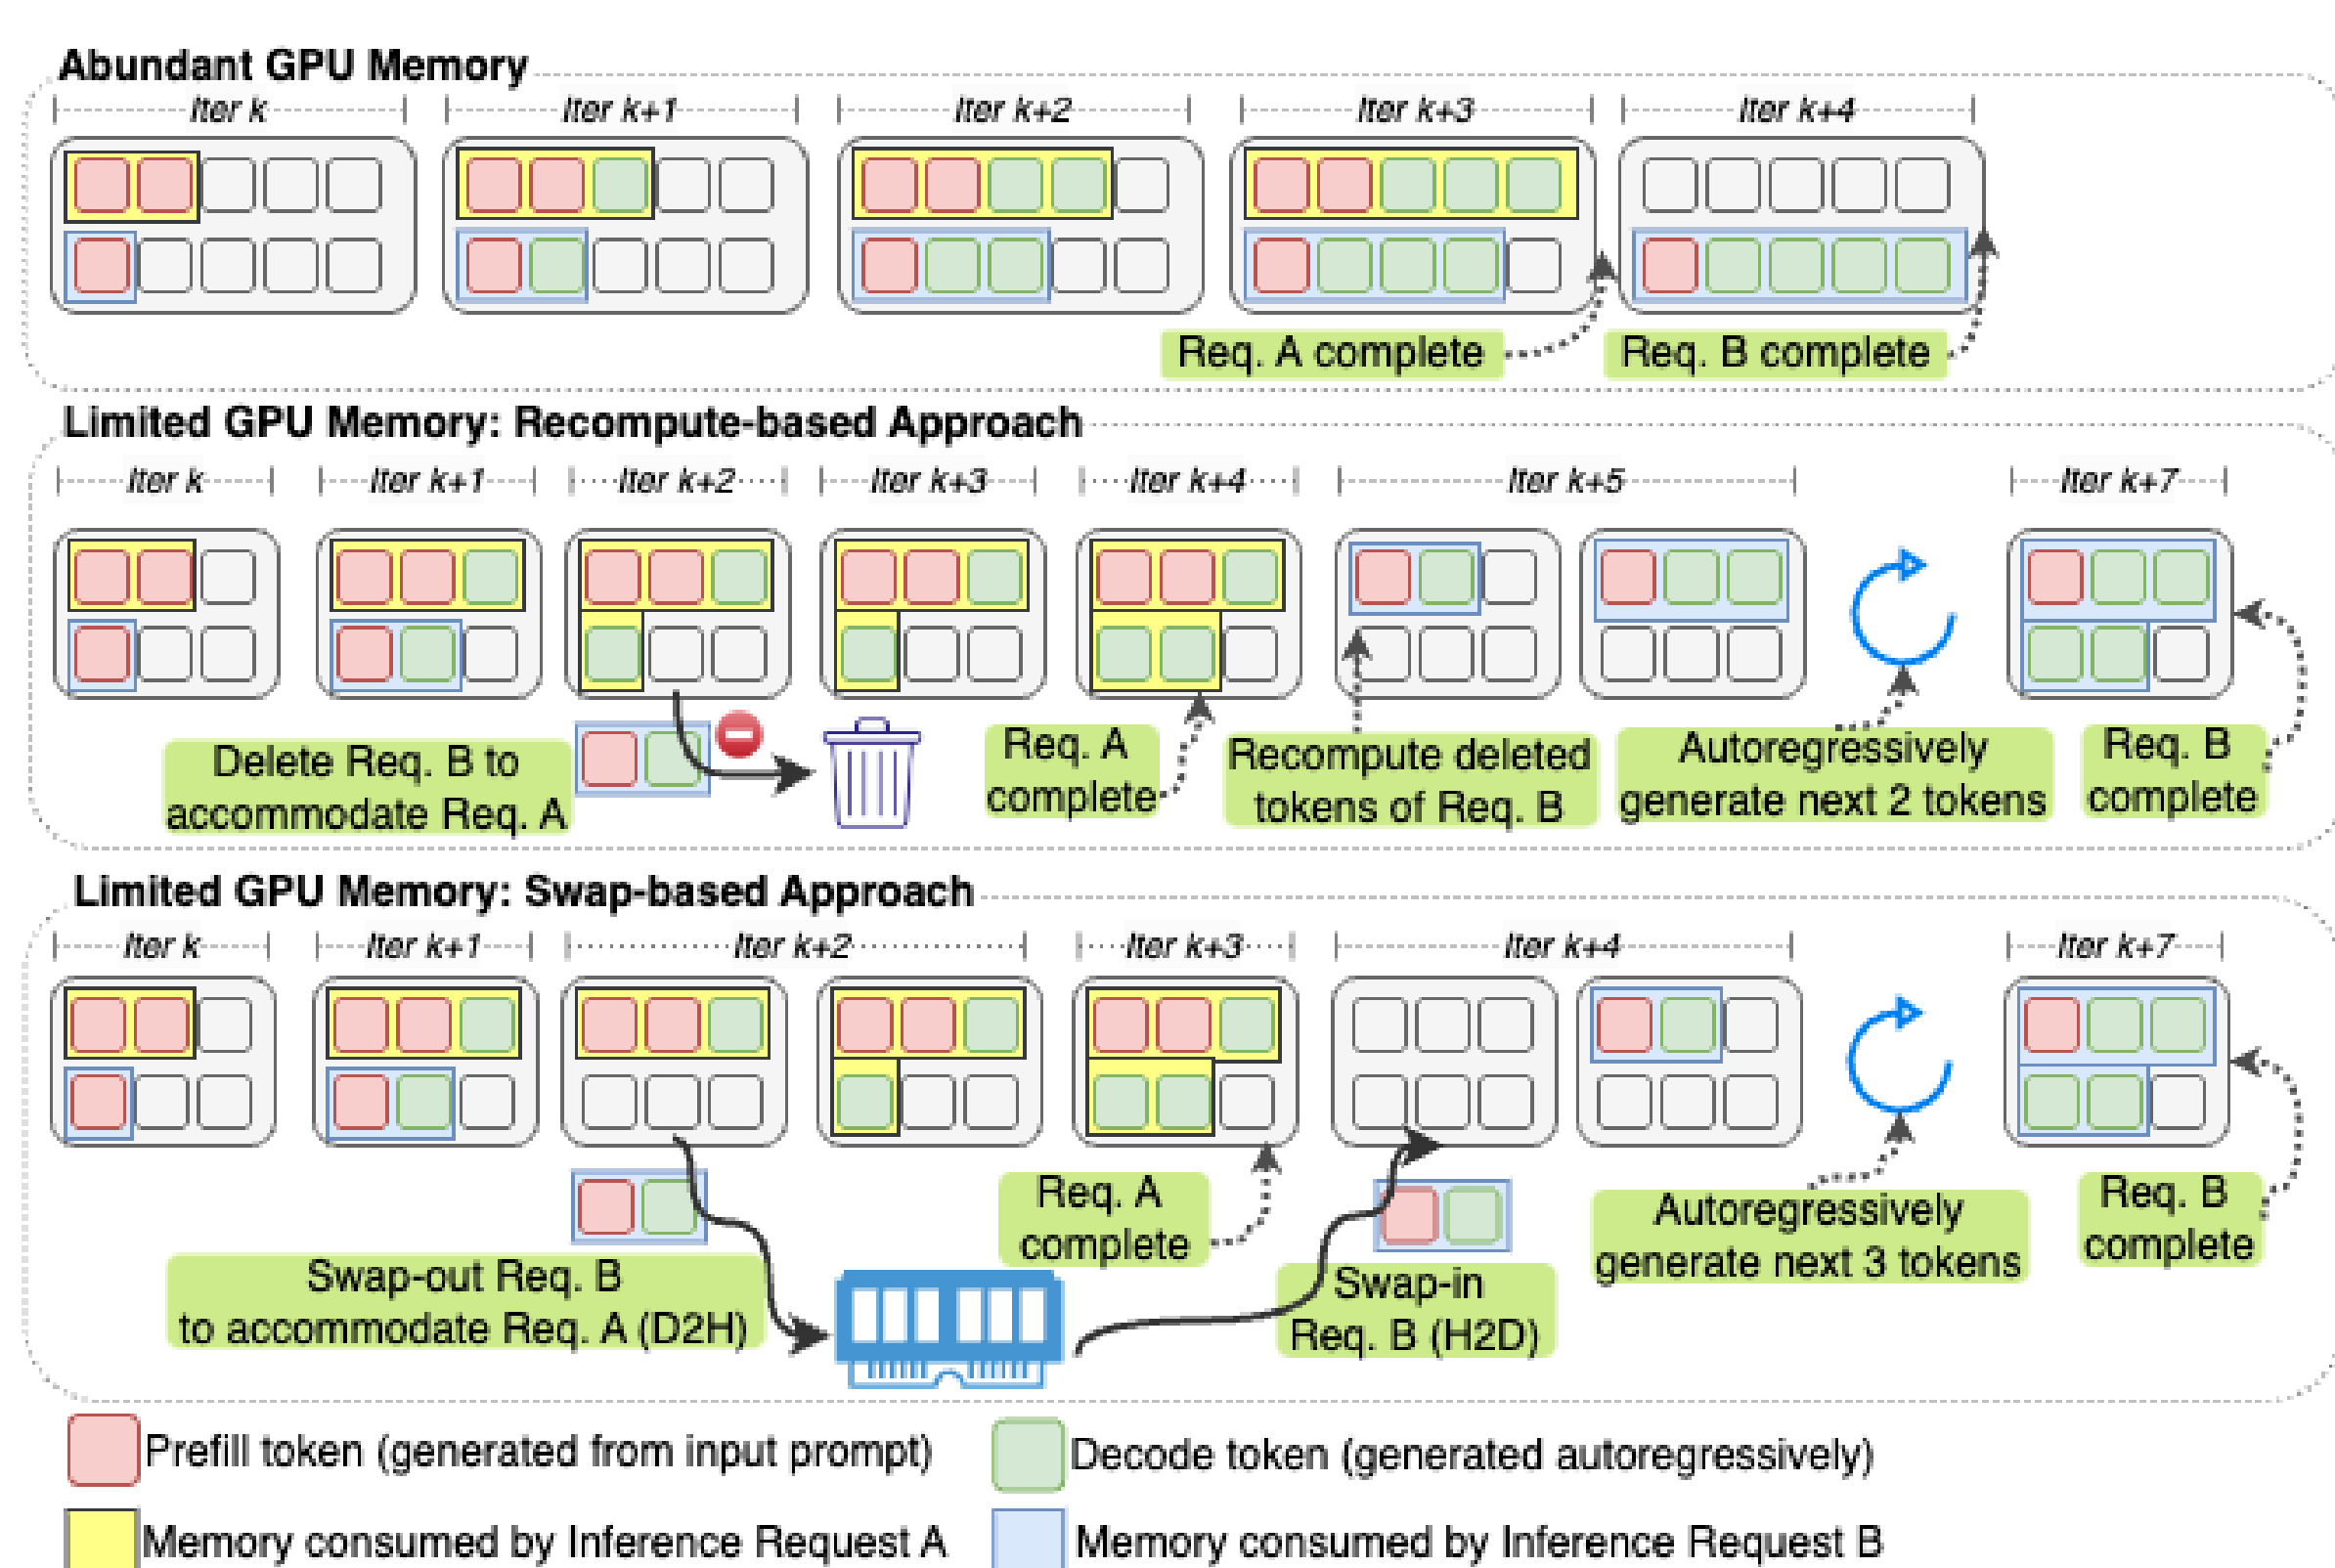 Abundant GPU Memory
Iter k
Iter k+1
Iter k+2
Iter k+3
Iter k+4
Req. A complete
Req. B complete
Limited GPU Memory: Recompute-based Approach
Iter k
Iter k+1
Iter k+2
Iter k+3
Iter k+4
Iter k+5
Iter k+7
Delete Req. B to
accommodate Req. A
Req. A
complete
Recompute deleted
tokens of Req. B
Autoregressively
generate next 2 tokens
Req. B
complete
Limited GPU Memory: Swap-based Approach
Iter k
Iter k+1
Iter k+2
Iter k+3
Iter k+4
Iter k+7
Swap-out Req. B
to accommodate Req. A (D2H)
Req. A
complete
Swap-in
Req. B (H2D)
Autoregressively
generate next 3 tokens
Req. B
complete
Prefill token (generated from input prompt)
Decode token (generated autoregressively)
Memory consumed by Inference Request A
Memory consumed by Inference Request B